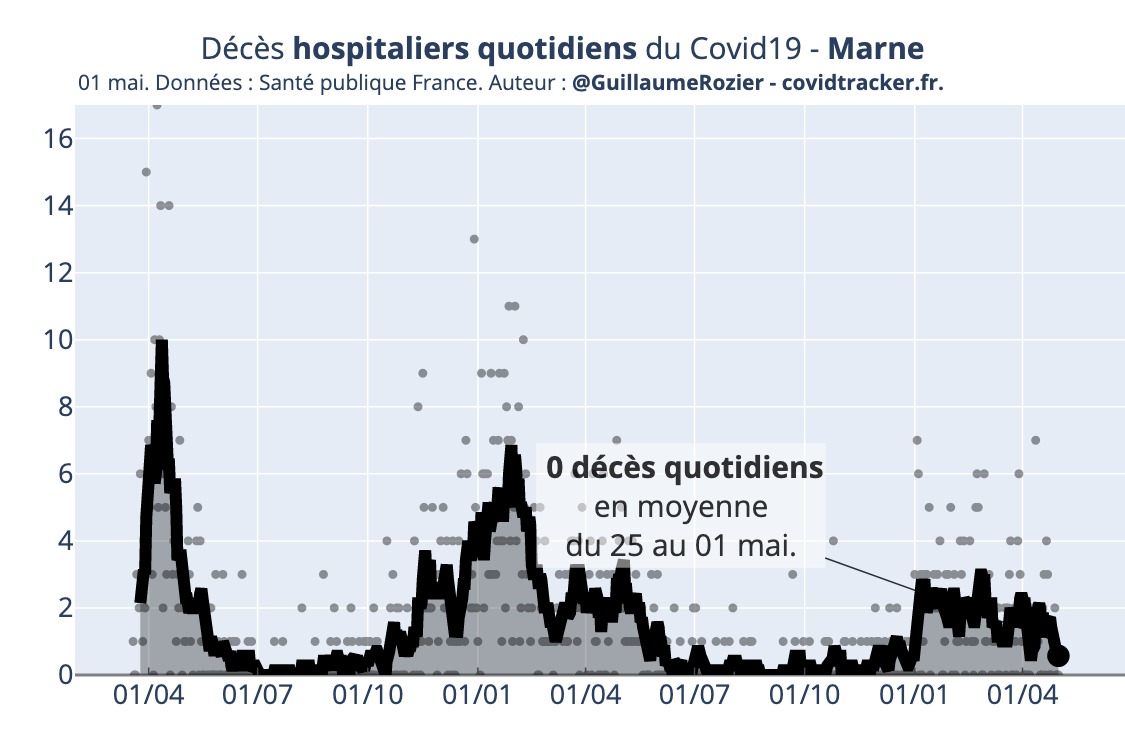 Décès hospitaliers quotidiens du Covid19 - Marne
01 mai. Données : Santé publique France. Auteur : @GuillaumeRozier - covidtracker.fr.
16
14
12
10
8
6
4
2
0
0 décès quotidiens
en moyenne
du 25 au 01 mai.
01/04 01/07 01/10 01/01 01/04 01/07 01/10 01/01 01/04